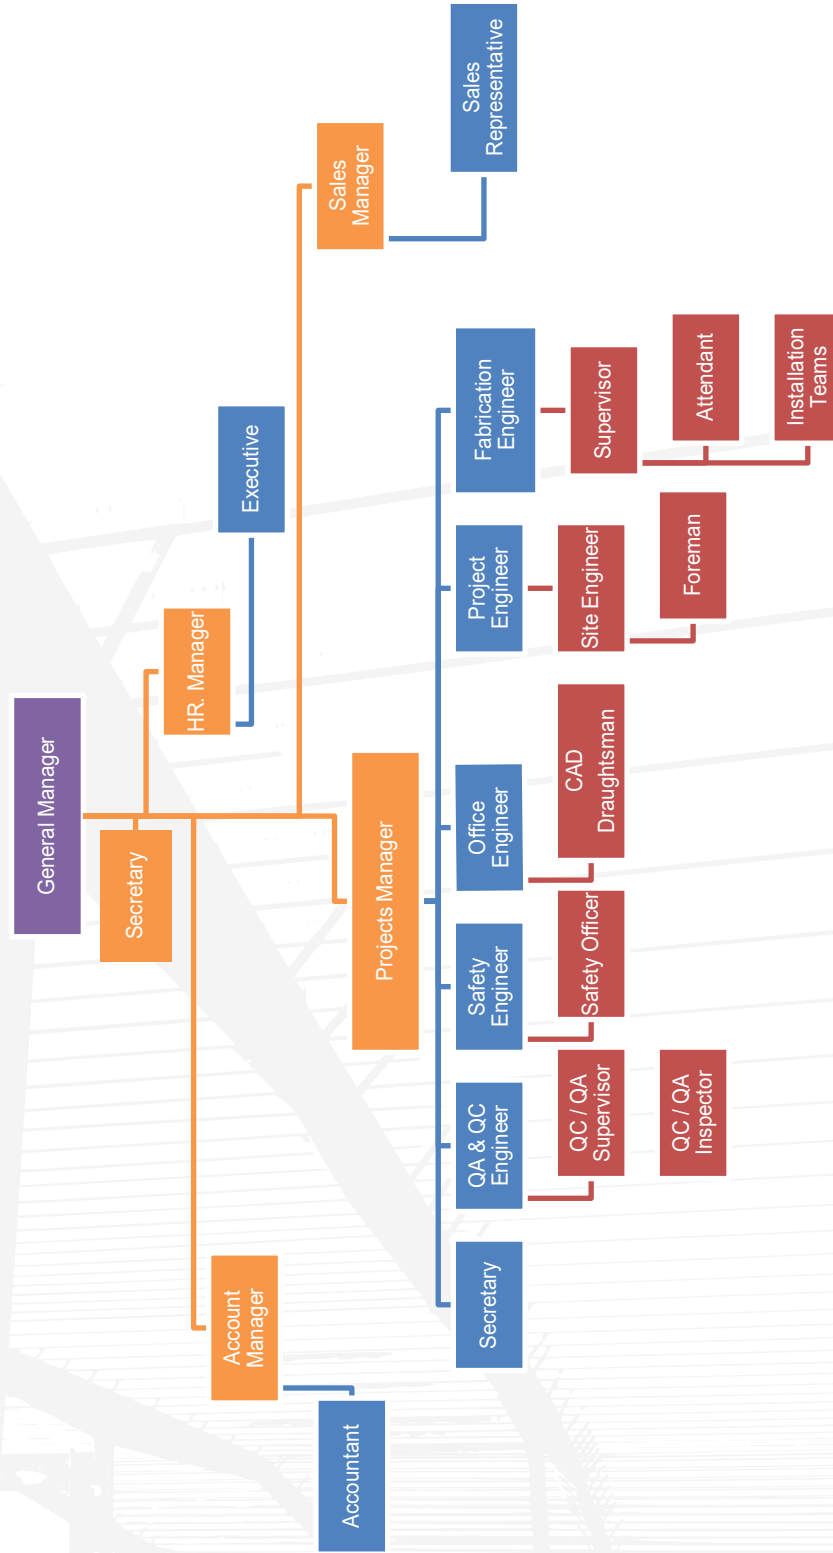 General Manager
Secretary
HR. Manager
Executive
Account
Manager
Accountant
Sales
Manager
Sales
Representative
Projects Manager
Secretary
QA & QC
Engineer
Safety
Engineer
Office
Engineer
Project
Engineer
Fabrication
Engineer
QC / QA
Supervisor
Safety Officer
CAD
Draughtsman
Site Engineer
Supervisor
QC / QA
Inspector
Foreman
Attendant
Installation
Teams